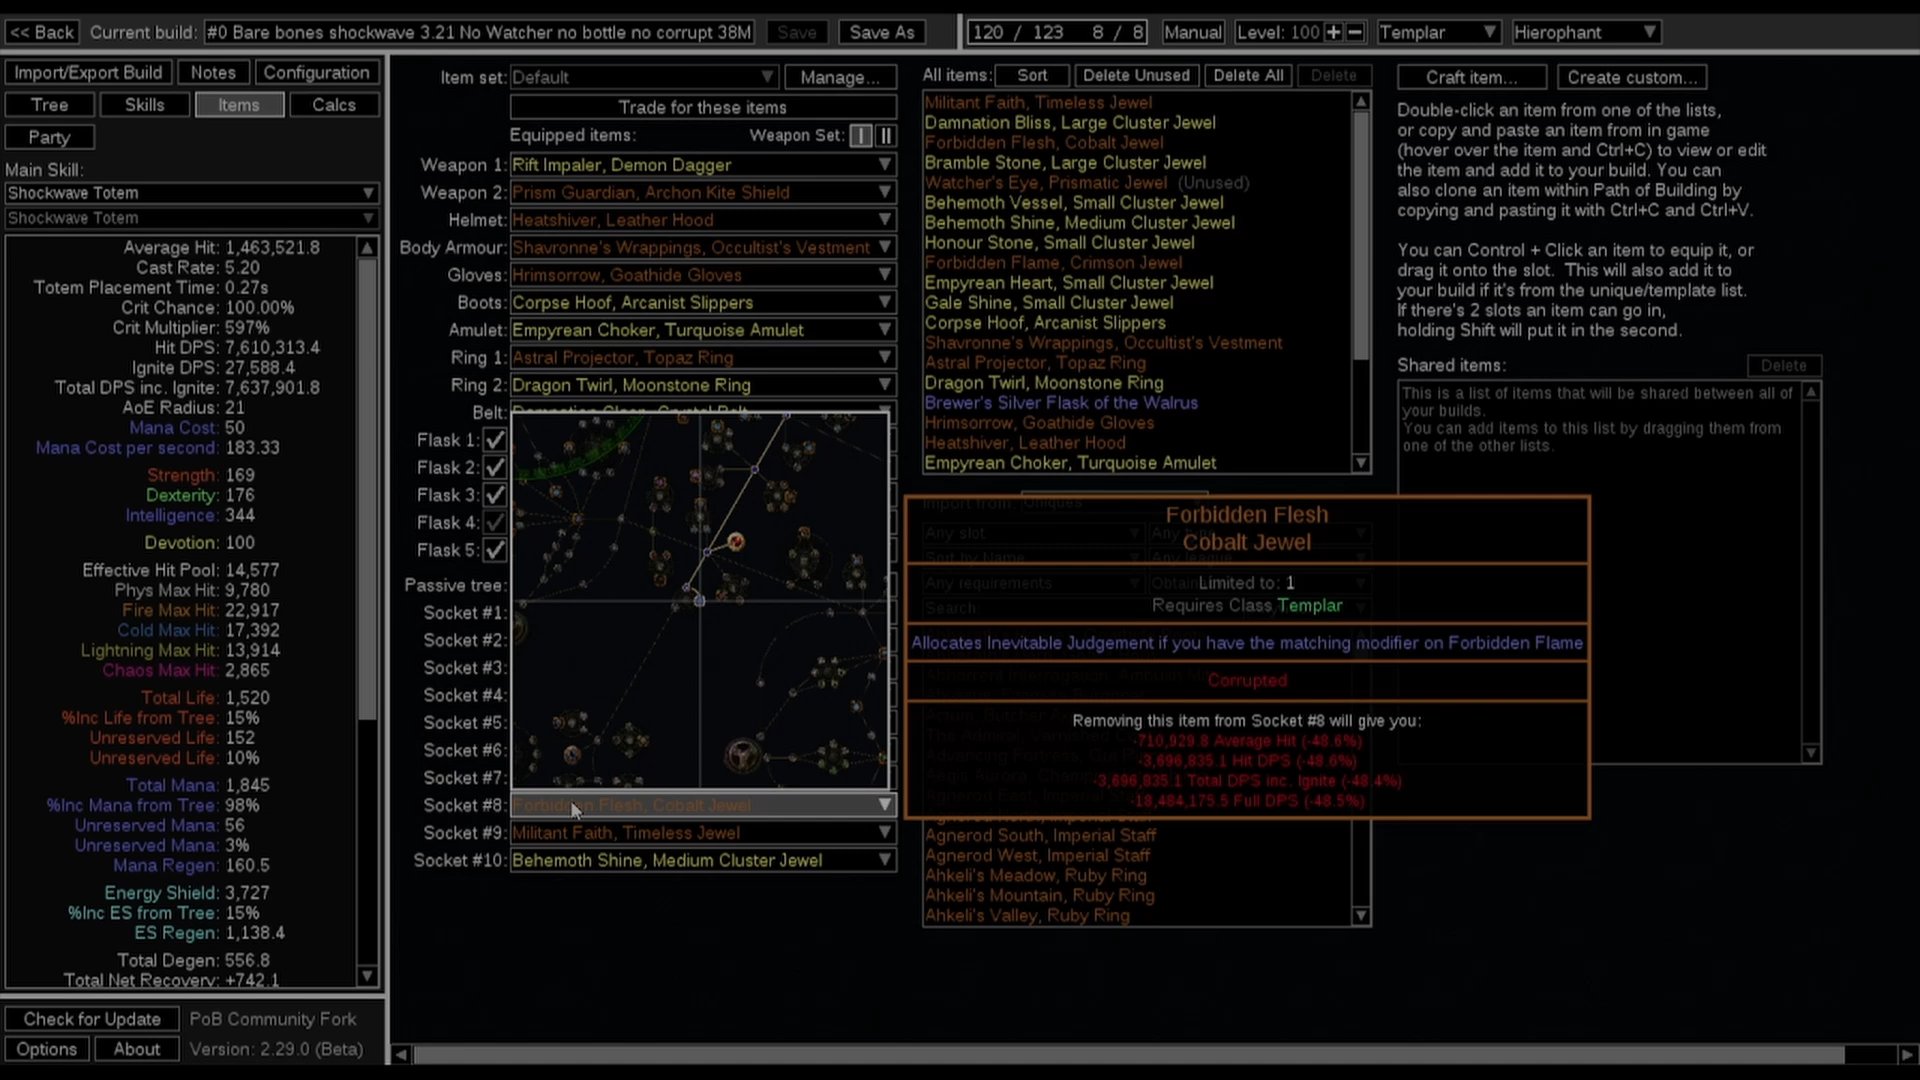 << Back
Current build: #0 Bare bones shockwave 3.21 No Watcher no bottle no corrupt 38M
Save
Save As
120 / 123 8 / 8
Manual
Level: 100
Templar
Hierophant
Import/Export Build
Notes
Configuration
Tree
Skills
Items
Calcs
Party
Main Skill:
Shockwave Totem
Shockwave Totem
Average Hit: 1,463,521.8
Cast Rate: 5.20
Totem Placement Time: 0.27s
Crit Chance: 100.00%
Crit Multiplier: 597%
Hit DPS: 7,610,313.4
Ignite DPS: 27,588.4
Total DPS inc. Ignite: 7,637,901.8
AoE Radius: 21
Mana Cost: 50
Mana Cost per second: 183.33
Strength: 169
Dexterity: 176
Intelligence: 344
Devotion: 100
Effective Hit Pool: 14,577
Phys Max Hit: 9,780
Fire Max Hit: 22,917
Cold Max Hit: 17,392
Lightning Max Hit: 13,914
Chaos Max Hit: 2,865
Total Life: 1,520
%Inc Life from Tree: 15%
Unreserved Life: 152
Unreserved Life: 10%
Total Mana: 1,845
%Inc Mana from Tree: 98%
Unreserved Mana: 56
Unreserved Mana: 3%
Mana Regen: 160.5
Energy Shield: 3,727
%Inc ES from Tree: 15%
ES Regen: 1,138.4
Total Degen: 556.8
Total Net Recovery: +742.1
Check for Update
PoB Community Fork
Options
About
Version: 2.29.0 (Beta)
Item set: Default
Manage...
Trade for these items
Equipped items:
Weapon Set: I II
Weapon 1: Rift Impaler, Demon Dagger
Weapon 2: Prism Guardian, Archon Kite Shield
Helmet: Heatshiver, Leather Hood
Body Armour: Shavronne's Wrappings, Occultist's Vestment
Gloves: Hrimsorrow, Goathide Gloves
Boots: Corpse Hoof, Arcanist Slippers
Amulet: Empyrean Choker, Turquoise Amulet
Ring 1: Astral Projector, Topaz Ring
Ring 2: Dragon Twirl, Moonstone Ring
Belt:
Flask 1:
Flask 2:
Flask 3:
Flask 4:
Flask 5:
Passive tree:
Socket #1:
Socket #2:
Socket #3:
Socket #4:
Socket #5:
Socket #6:
Socket #7:
Socket #8: Forbidden Flesh, Cobalt Jewel
Socket #9: Militant Faith, Timeless Jewel
Socket #10: Behemoth Shine, Medium Cluster Jewel
All items:
Sort
Delete Unused
Delete All
Delete
Militant Faith, Timeless Jewel
Damnation Bliss, Large Cluster Jewel
Forbidden Flesh, Cobalt Jewel
Bramble Stone, Large Cluster Jewel
Watcher's Eye, Prismatic Jewel (Unused)
Behemoth Vessel, Small Cluster Jewel
Behemoth Shine, Medium Cluster Jewel
Honour Stone, Small Cluster Jewel
Forbidden Flame, Crimson Jewel
Empyrean Heart, Small Cluster Jewel
Gale Shine, Small Cluster Jewel
Corpse Hoof, Arcanist Slippers
Shavronne's Wrappings, Occultist's Vestment
Astral Projector, Topaz Ring
Dragon Twirl, Moonstone Ring
Brewer's Silver Flask of the Walrus
Hrimsorrow, Goathide Gloves
Heatshiver, Leather Hood
Empyrean Choker, Turquoise Amulet
Import from: Uniques
Any slot
Sort by Name
Any requirements
Search:
Forbidden Flesh
Cobalt Jewel
Limited to: 1
Requires Class Templar
Allocates Inevitable Judgement if you have the matching modifier on Forbidden Flame
Corrupted
Removing this item from Socket #8 will give you:
-710,929.8 Average Hit (-48.6%)
-3,696,835.1 Hit DPS (-48.6%)
-3,696,835.1 Total DPS inc. Ignite (-48.4%)
-18,484,175.5 Full DPS (-48.5%)
Agnerod South, Imperial Staff
Agnerod West, Imperial Staff
Ahkeli's Meadow, Ruby Ring
Ahkeli's Mountain, Ruby Ring
Ahkeli's Valley, Ruby Ring
Craft item...
Create custom...
Double-click an item from one of the lists,
or copy and paste an item from in game
(hover over the item and Ctrl+C) to view or edit
the item and add it to your build. You can
also clone an item within Path of Building by
copying and pasting it with Ctrl+C and Ctrl+V.
You can Control + Click an item to equip it, or
drag it onto the slot. This will also add it to
your build if it's from the unique/template list.
If there's 2 slots an item can go in,
holding Shift will put it in the second.
Shared items:
Delete
This is a list of items that will be shared between all of
your builds.
You can add items to this list by dragging them from
one of the other lists.